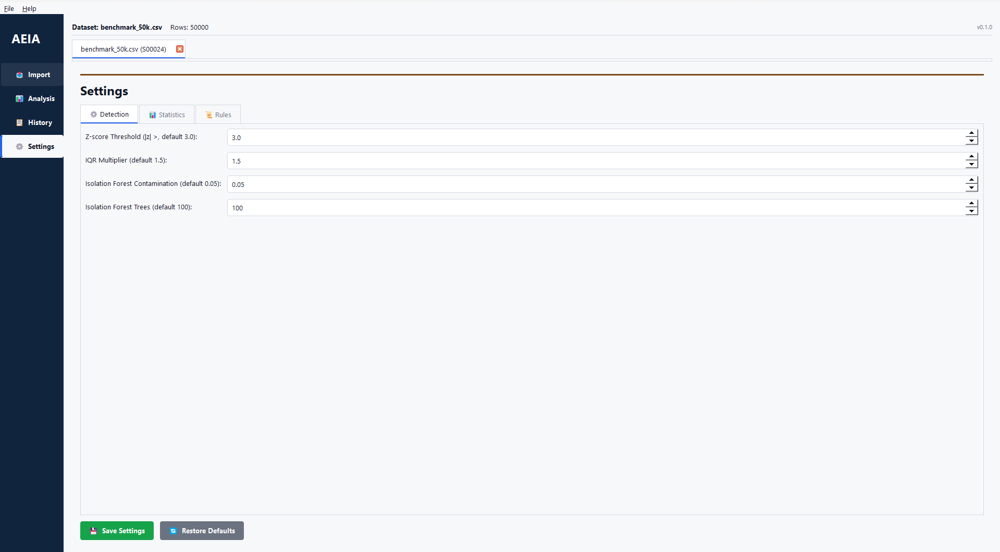 File Help
AEIA
Dataset: benchmark_50k.csv Rows: 50000
v0.1.0
benchmark_50k.csv (S00024)
Import
Analysis
History
Settings
Settings
Detection
Statistics
Rules
Z-score Threshold (|z| >, default 3.0):
3.0
IQR Multiplier (default 1.5):
1.5
Isolation Forest Contamination (default 0.05):
0.05
Isolation Forest Trees (default 100):
100
Save Settings
Restore Defaults